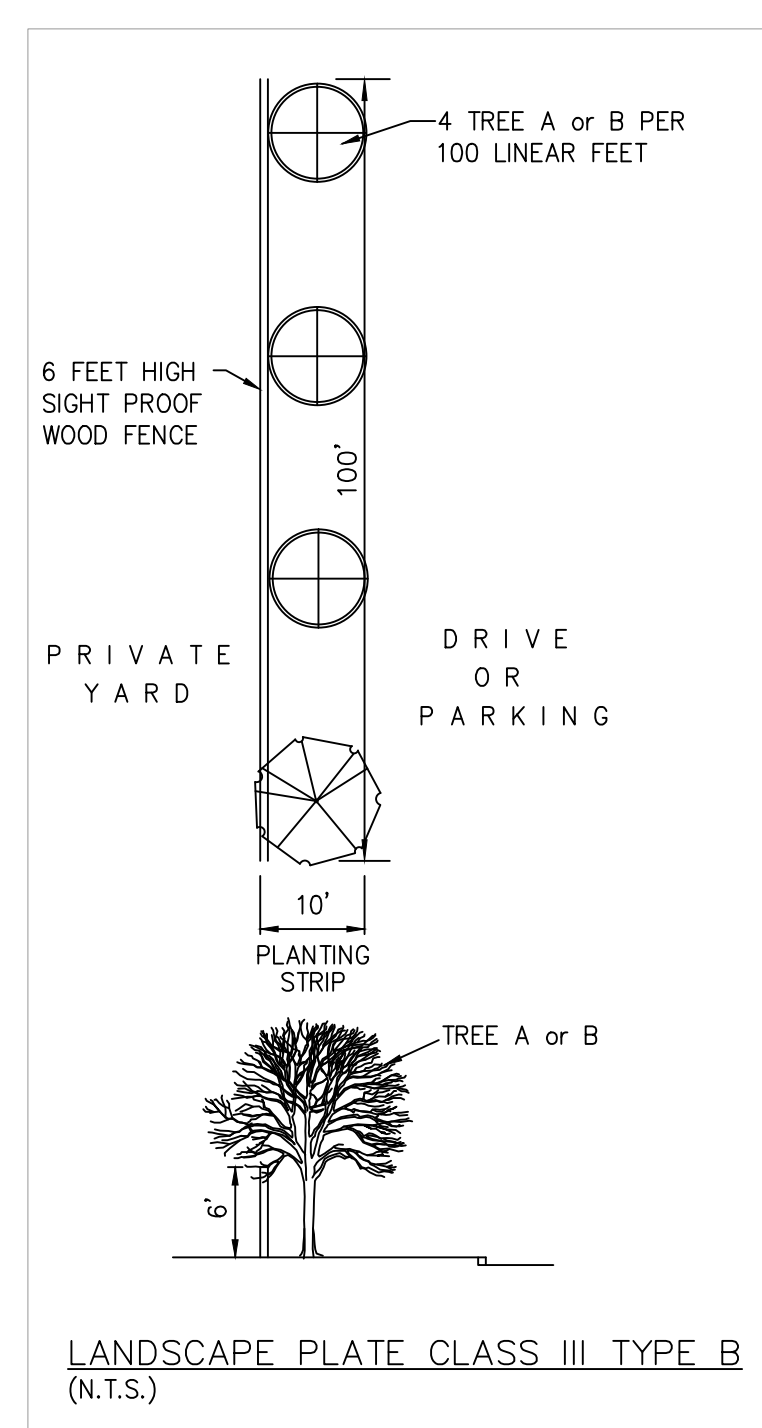 4 TREE A or B PER
100 LINEAR FEET
6 FEET HIGH
SIGHT PROOF
WOOD FENCE
100'
PRIVATE
YARD
DRIVE
OR
PARKING
10'
PLANTING
STRIP
TREE A or B
6'
LANDSCAPE PLATE CLASS III TYPE B
(N.T.S.)